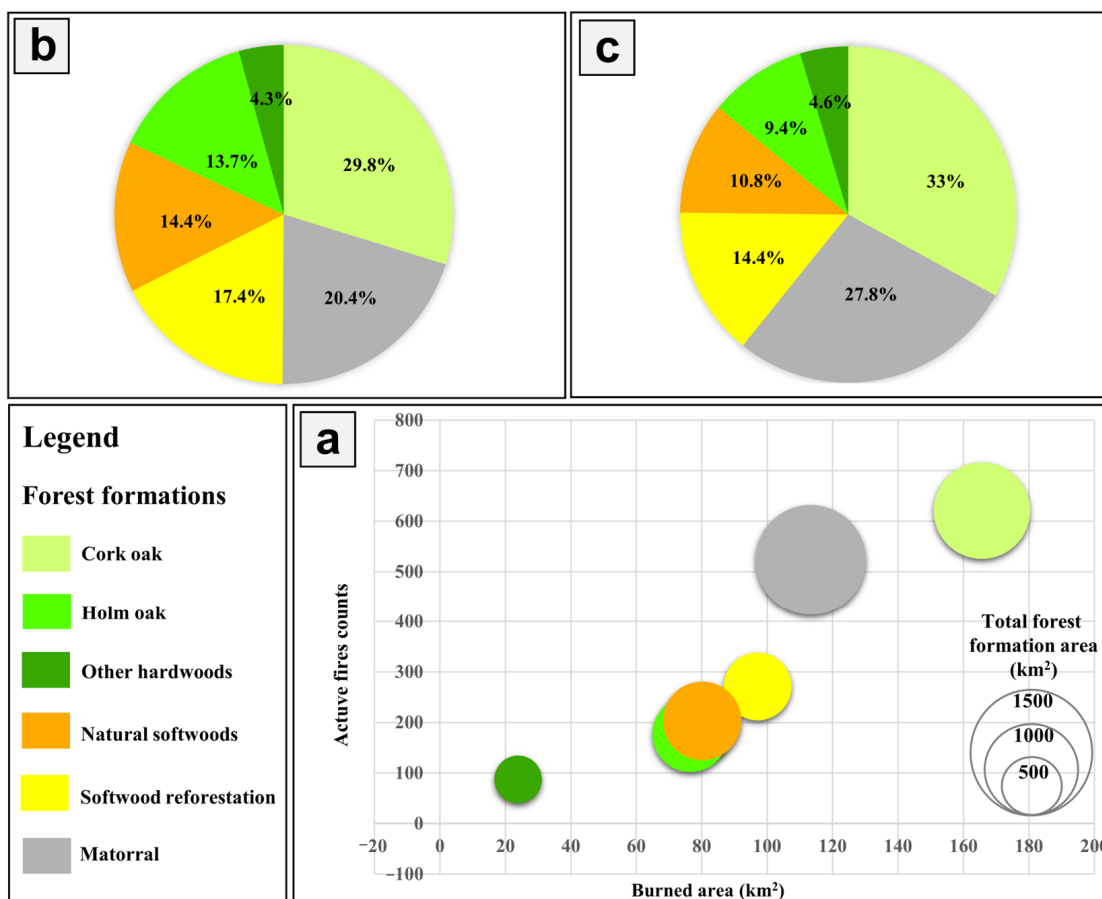 b
4.3%
29.8%
13.7%
14.4%
17.4%
20.4%
c
4.6%
9.4%
33%
10.8%
14.4%
27.8%
Legend
Forest formations
Cork oak
Holm oak
Other hardwoods
Natural softwoods
Softwood reforestation
Matorral
a
800
700
600
500
400
300
200
100
0
−100
Actuve fires counts
−20
0
20
40
60
80
100
120
140
160
180
200
Burned area (km²)
Total forest
formation area
(km²)
1500
1000
500